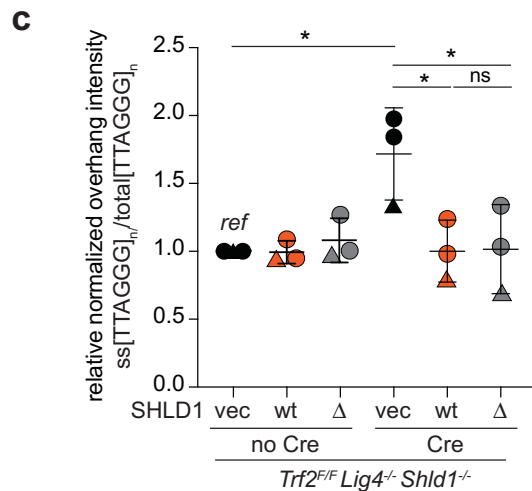 c
relative normalized overhang intensity
ss[TTAGGG]n/total[TTAGGG]n
2.5
2.0
1.5
1.0
0.5
0.0
ref
*
*
*
ns
SHLD1 vec wt Δ vec wt Δ
no Cre Cre
Trf2F/F Lig4-/- Shld1-/-